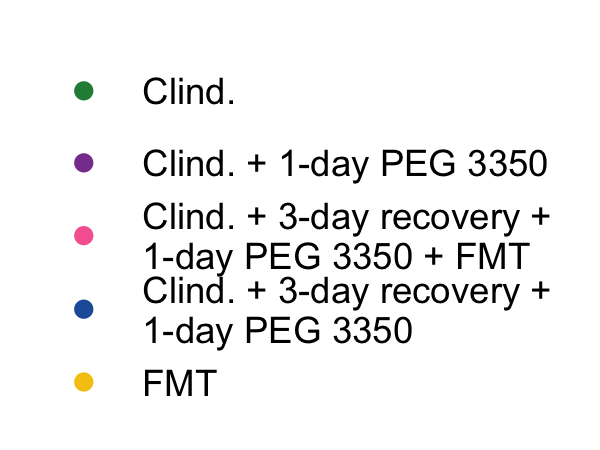 Clind.
Clind. + 1-day PEG 3350
Clind. + 3-day recovery +
1-day PEG 3350 + FMT
Clind. + 3-day recovery +
1-day PEG 3350
FMT